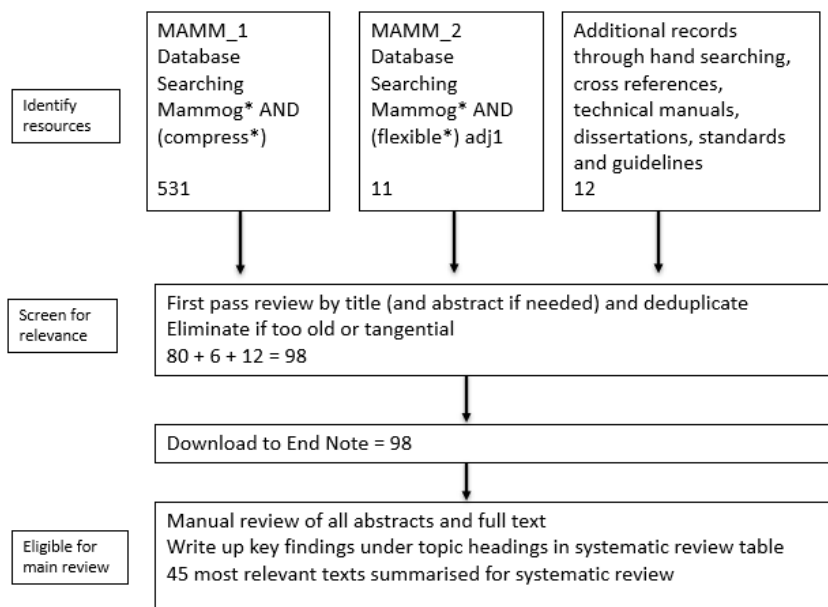 Identify
resources
MAMM_1
Database
Searching
Mammog* AND
(compress*)
531
MAMM_2
Database
Searching
Mammog* AND
(flexible*) adj1
11
Additional records
through hand searching,
cross references,
technical manuals,
dissertations, standards
and guidelines
12
Screen for
relevance
First pass review by title (and abstract if needed) and deduplicate
Eliminate if too old or tangential
80 + 6 + 12 = 98
Download to End Note = 98
Eligible for
main review
Manual review of all abstracts and full text
Write up key findings under topic headings in systematic review table
45 most relevant texts summarised for systematic review